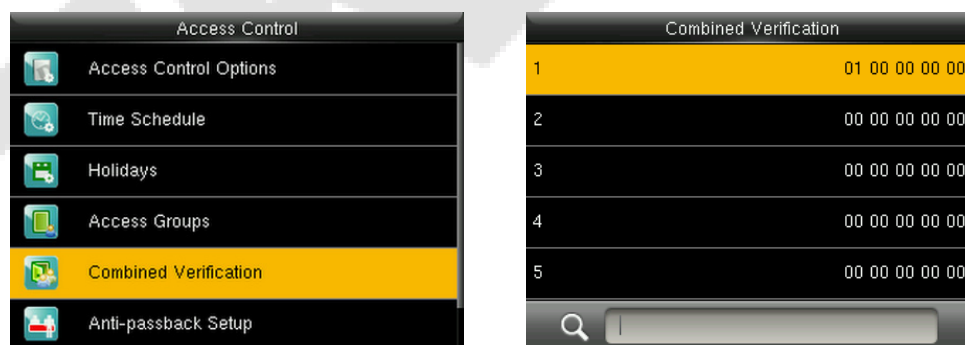 Access Control
Access Control Options
Time Schedule
Holidays
Access Groups
Combined Verification
Anti-passback Setup
Combined Verification
1 01 00 00 00 00
2 00 00 00 00 00
3 00 00 00 00 00
4 00 00 00 00 00
5 00 00 00 00 00